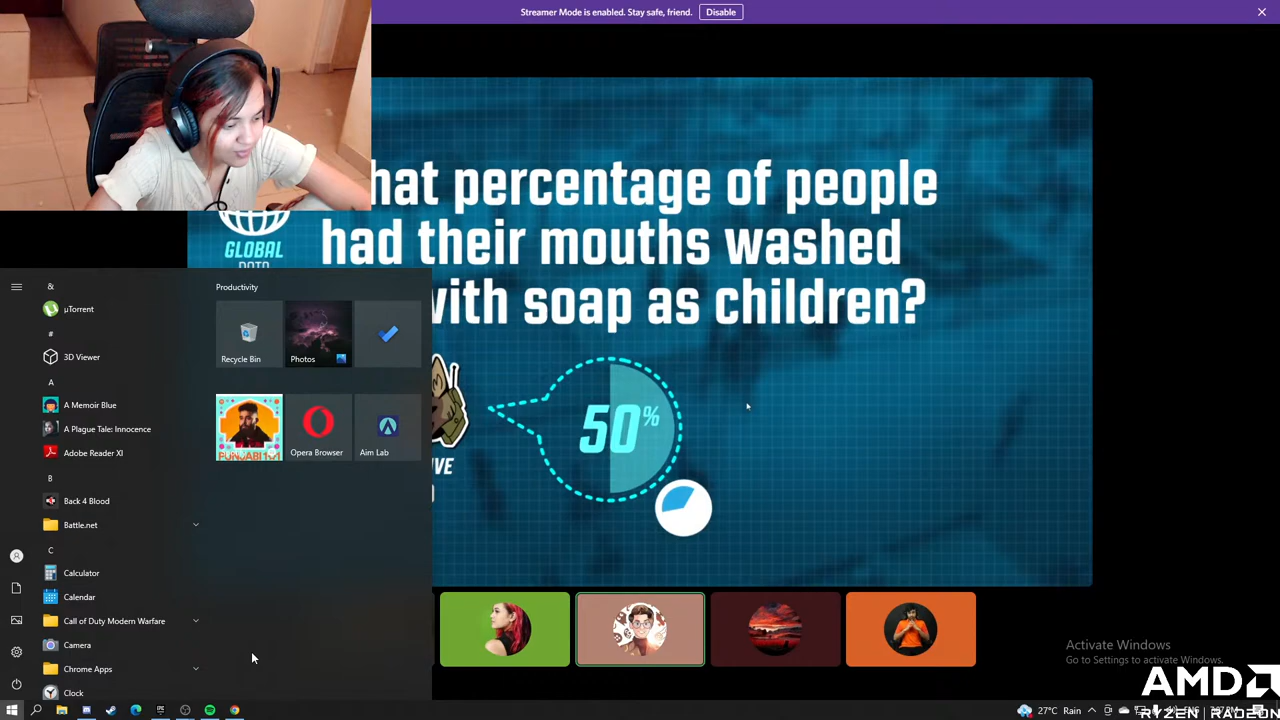 Streamer Mode is enabled. Stay safe, friend.
Disable
hat percentage of people
had their mouths washed
with soap as children?
GLOBAL
50%
&
µTorrent
#
3D Viewer
A
A Memoir Blue
A Plague Tale: Innocence
Adobe Reader XI
B
Back 4 Blood
Battle.net
C
Calculator
Calendar
Call of Duty Modern Warfare
Camera
Chrome Apps
Clock
Productivity
Recycle Bin
Photos
PUNJABI 101
Opera Browser
Aim Lab
Activate Windows
Go to Settings to activate Windows.
AMD
RYZEN RADEON
27°C Rain
ENG